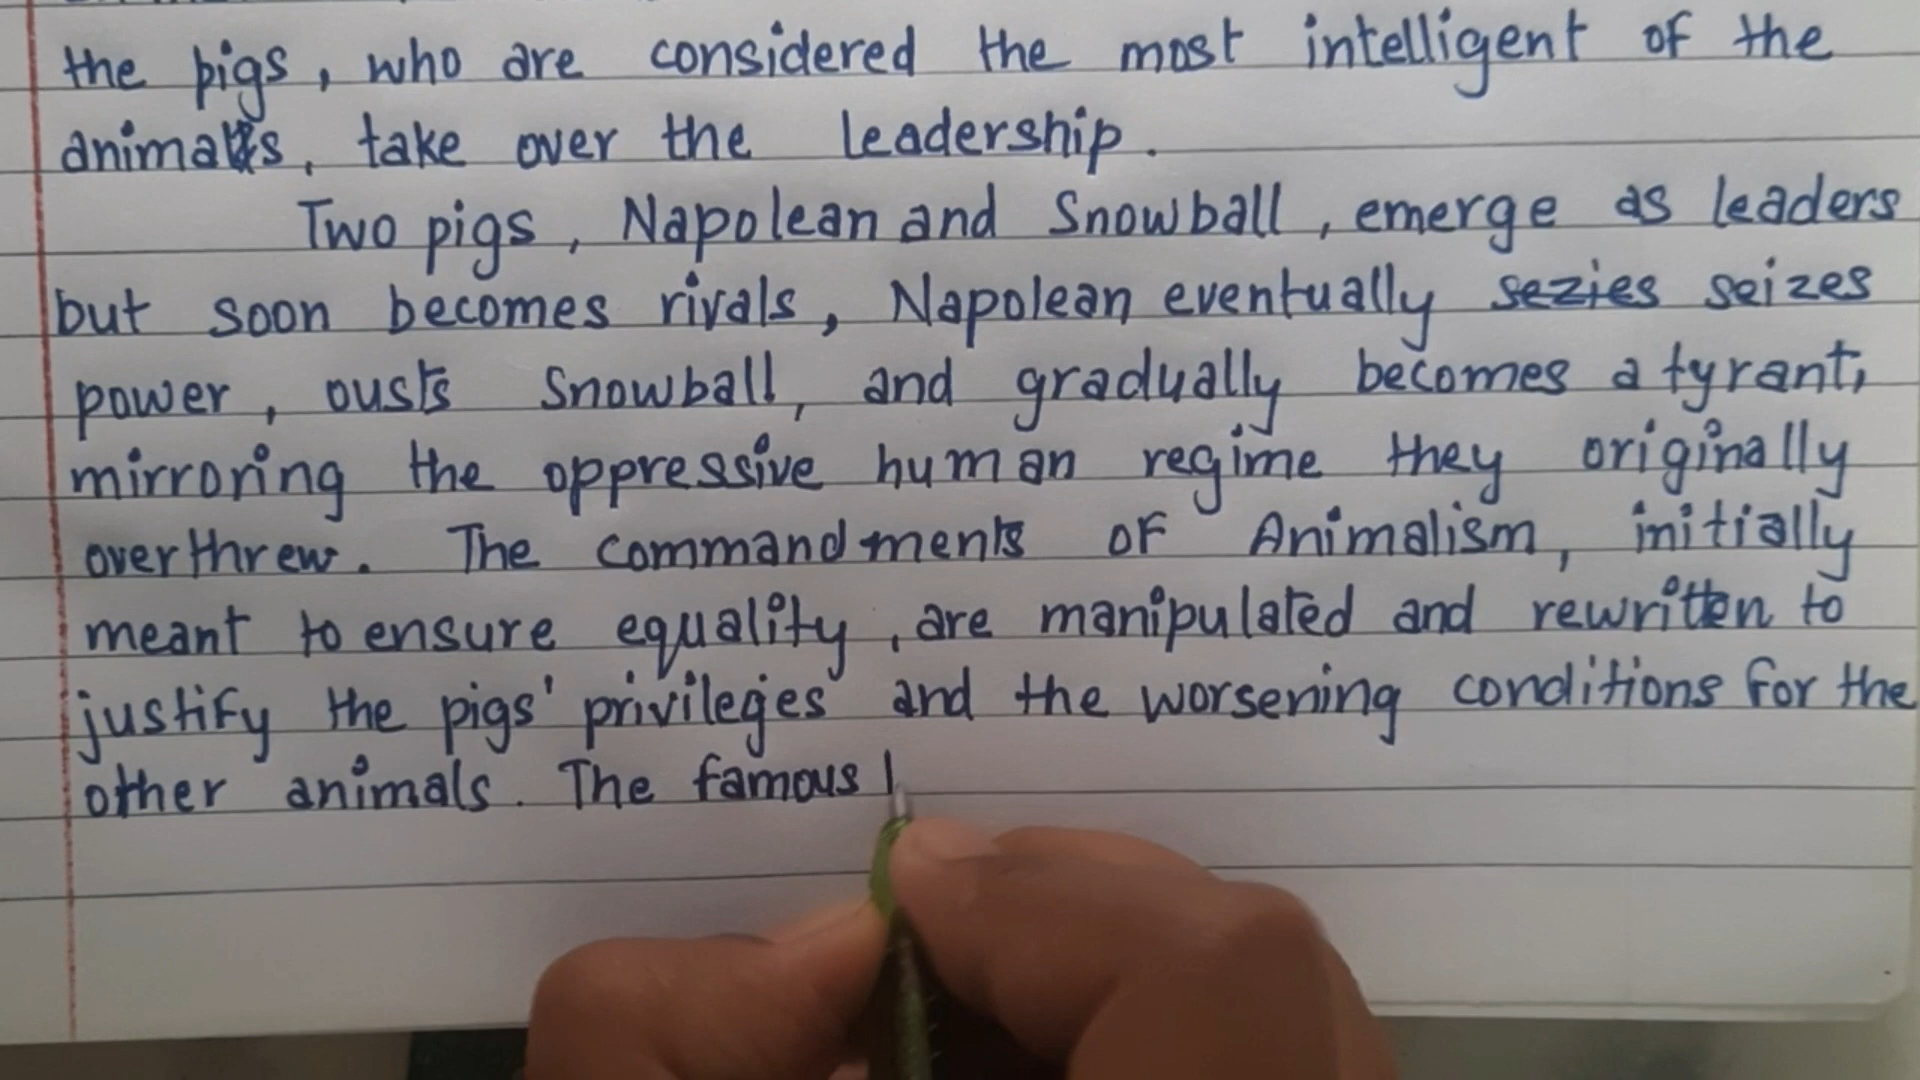 the pigs, who are considered the most intelligent of the
animals, take over the leadership.
Two pigs, Napolean and Snowball, emerge as leaders
but soon becomes rivals, Napolean eventually sezies seizes
power, ousts Snowball, and gradually becomes a tyrant,
mirroring the oppressive human regime they originally
overthrew. The commandments of Animalism, initially
meant to ensure equality, are manipulated and rewritten to
justify the pigs' privileges and the worsening conditions for the
other animals. The famous